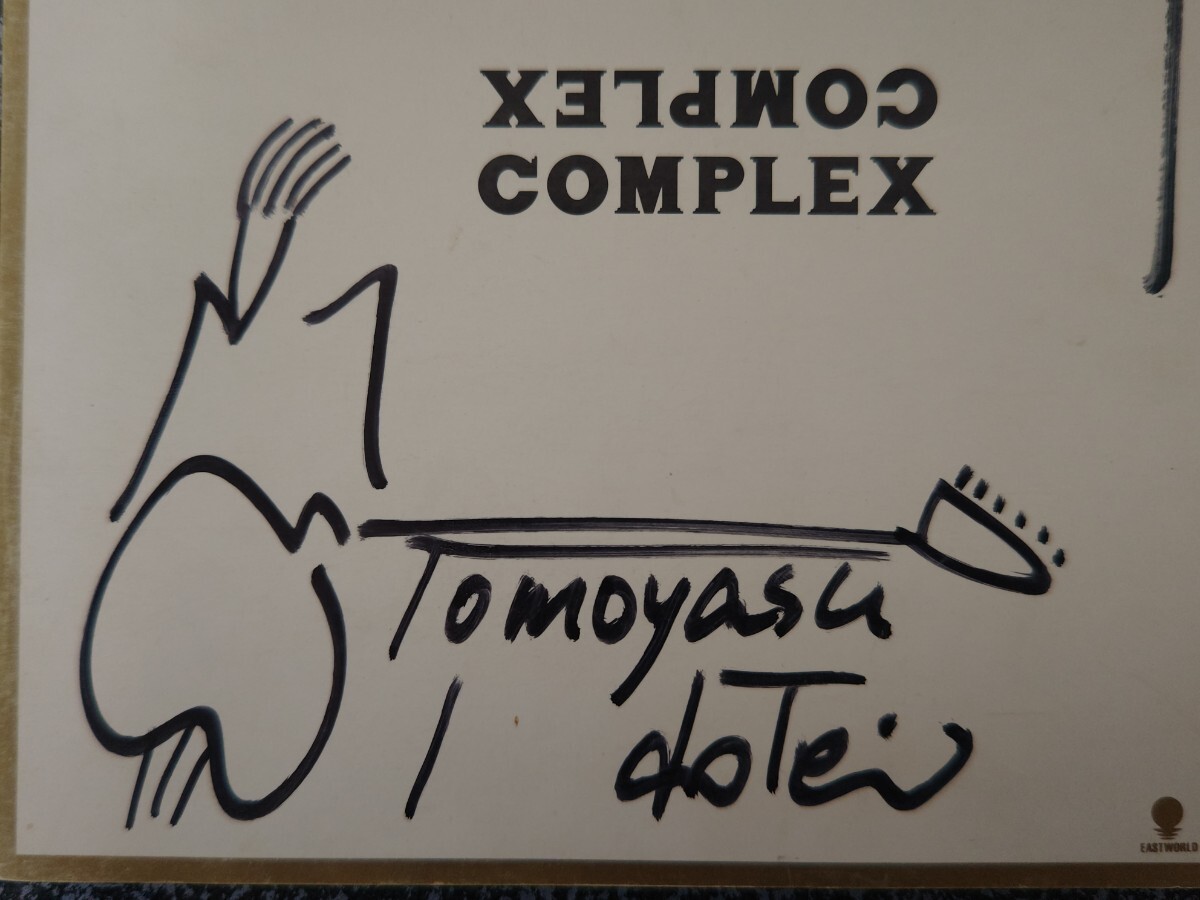 COMPLEX
COMPLEX
Tomoyasu
Hotei
EASTWORLD